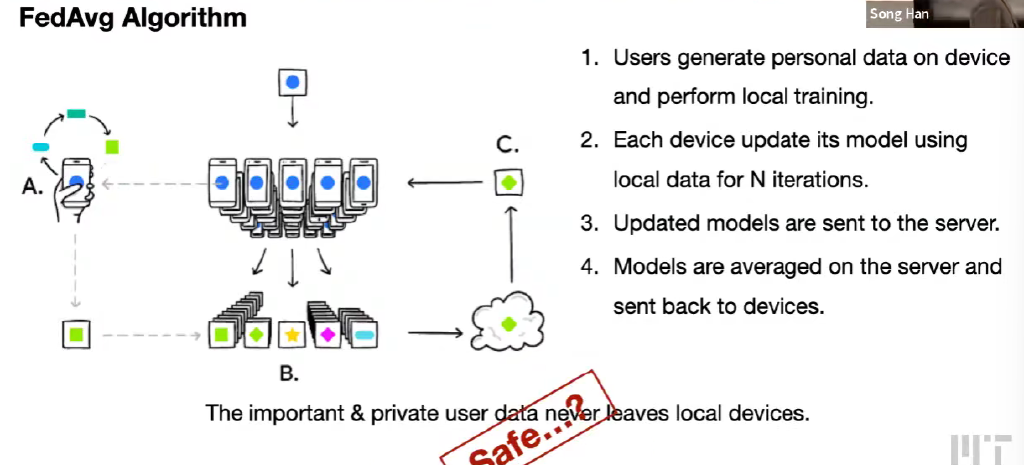 FedAvg Algorithm
Song Han
1. Users generate personal data on device
and perform local training.
2. Each device update its model using
local data for N iterations.
3. Updated models are sent to the server.
4. Models are averaged on the server and
sent back to devices.
A.
C.
B.
The important & private user data never leaves local devices.
Safe...?
MIT